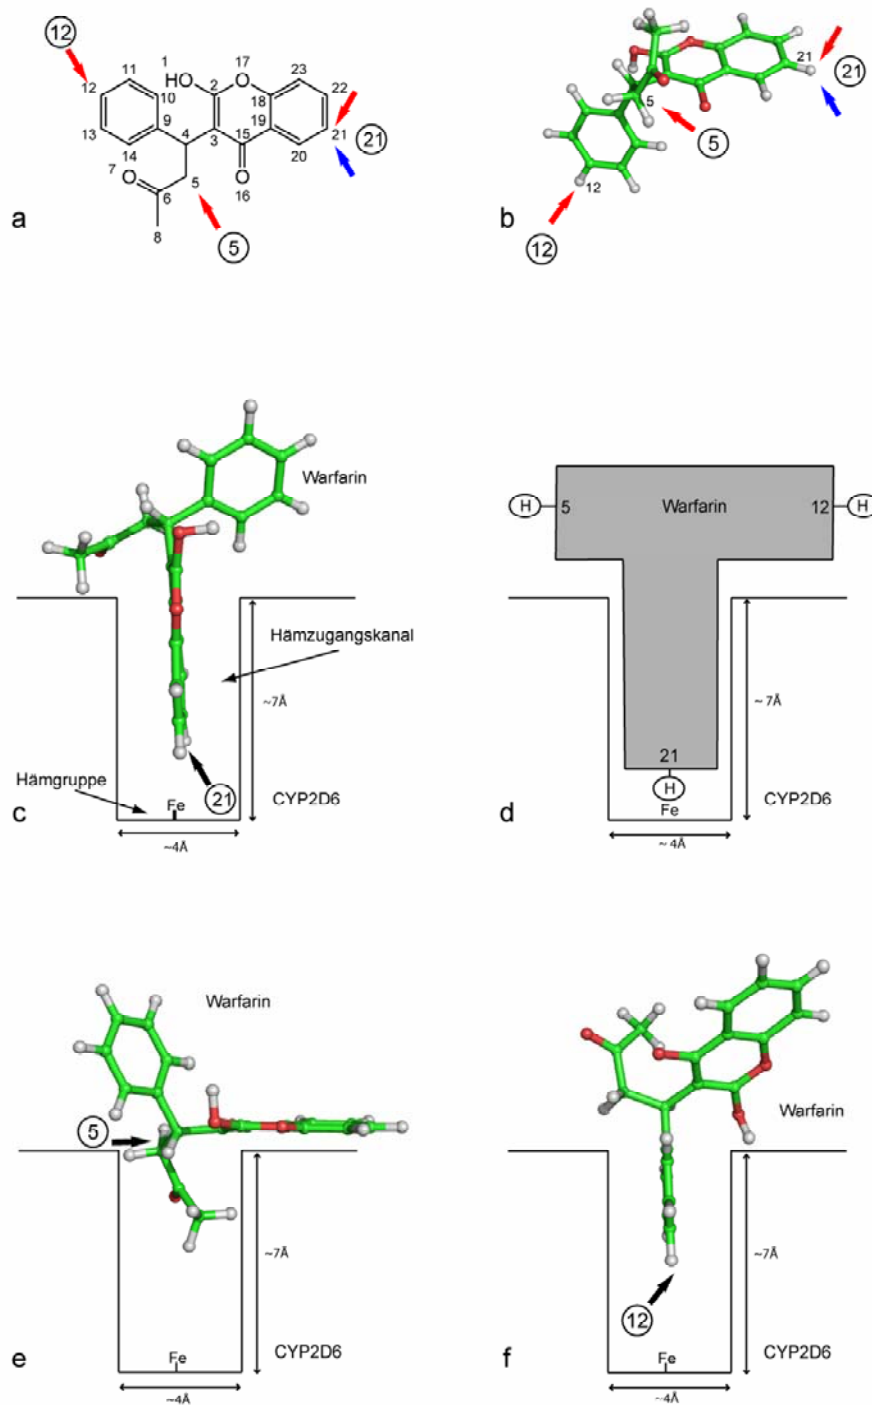 12
1
17
11
HO
2
O
23
12
10
22
18
9
19
21
21
13
4
3
15
14
20
7
O
5
O
6
16
8
5
a
21
21
5
5
12
12
b
Warfarin
Hämzugangskanal
~7Å
Hämgruppe
21
Fe
CYP2D6
~4Å
c
H
5
Warfarin
12
H
~7Å
21
H
Fe
CYP2D6
~4Å
d
Warfarin
5
~7Å
Fe
CYP2D6
~4Å
e
Warfarin
~7Å
12
Fe
CYP2D6
~4Å
f